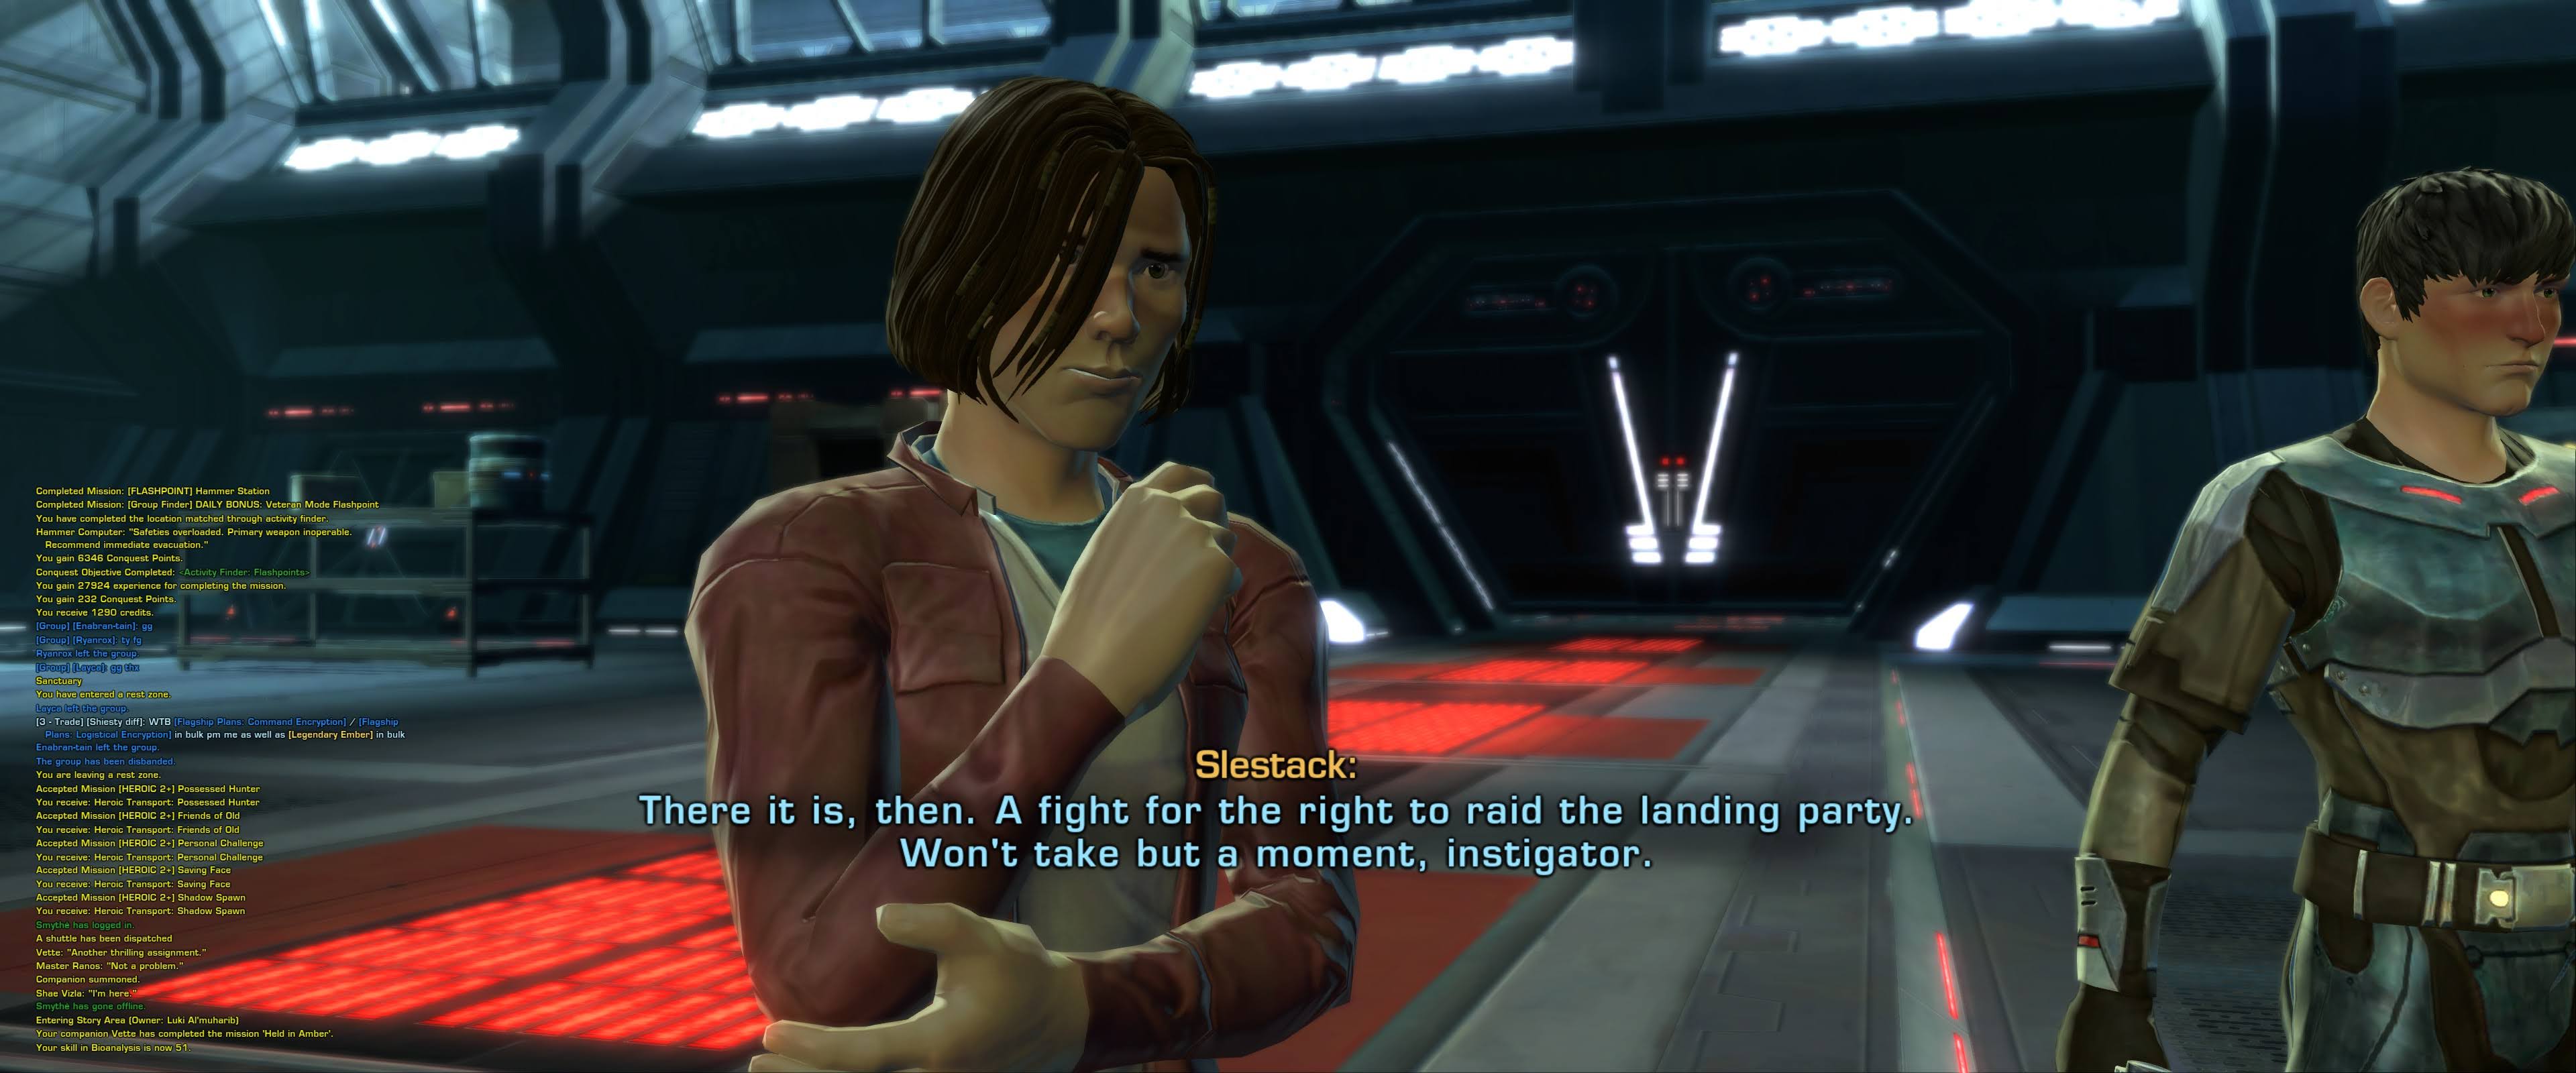 Completed Mission: [FLASHPOINT] Hammer Station
Completed Mission: [Group Finder] DAILY BONUS: Veteran Mode Flashpoint
You have completed the location matched through activity finder.
Hammer Computer: "Safeties overloaded. Primary weapon inoperable.
Recommend immediate evacuation."
You gain 6346 Conquest Points.
Conquest Objective Completed: <Activity Finder: Flashpoints>
You gain 27924 experience for completing the mission.
You gain 232 Conquest Points.
You receive 1290 credits.
[Group] [Enabran-tain]: gg
[Group] [Ryanrox]: ty fg
Ryanrox left the group.
[Group] [Layca]: gg thx
Sanctuary
You have entered a rest zone.
Layca left the group.
[3 - Trade] [Shiesty diff]: WTB [Flagship Plans: Command Encryption] / [Flagship
Plans: Logistical Encryption] in bulk pm me as well as [Legendary Ember] in bulk
Enabran-tain left the group.
The group has been disbanded.
You are leaving a rest zone.
Accepted Mission [HEROIC 2+] Possessed Hunter
You receive: Heroic Transport: Possessed Hunter
Accepted Mission [HEROIC 2+] Friends of Old
You receive: Heroic Transport: Friends of Old
Accepted Mission [HEROIC 2+] Personal Challenge
You receive: Heroic Transport: Personal Challenge
Accepted Mission [HEROIC 2+] Saving Face
You receive: Heroic Transport: Saving Face
Accepted Mission [HEROIC 2+] Shadow Spawn
You receive: Heroic Transport: Shadow Spawn
Smythé has logged in.
A shuttle has been dispatched
Vette: "Another thrilling assignment."
Master Ranos: "Not a problem."
Companion summoned.
Shae Vizla: "I'm here."
Smythé has gone offline.
Entering Story Area (Owner: Luki Al'muharib)
Your companion Vette has completed the mission 'Held in Amber'.
Your skill in Bioanalysis is now 51.
Slestack:
There it is, then. A fight for the right to raid the landing party.
Won't take but a moment, instigator.